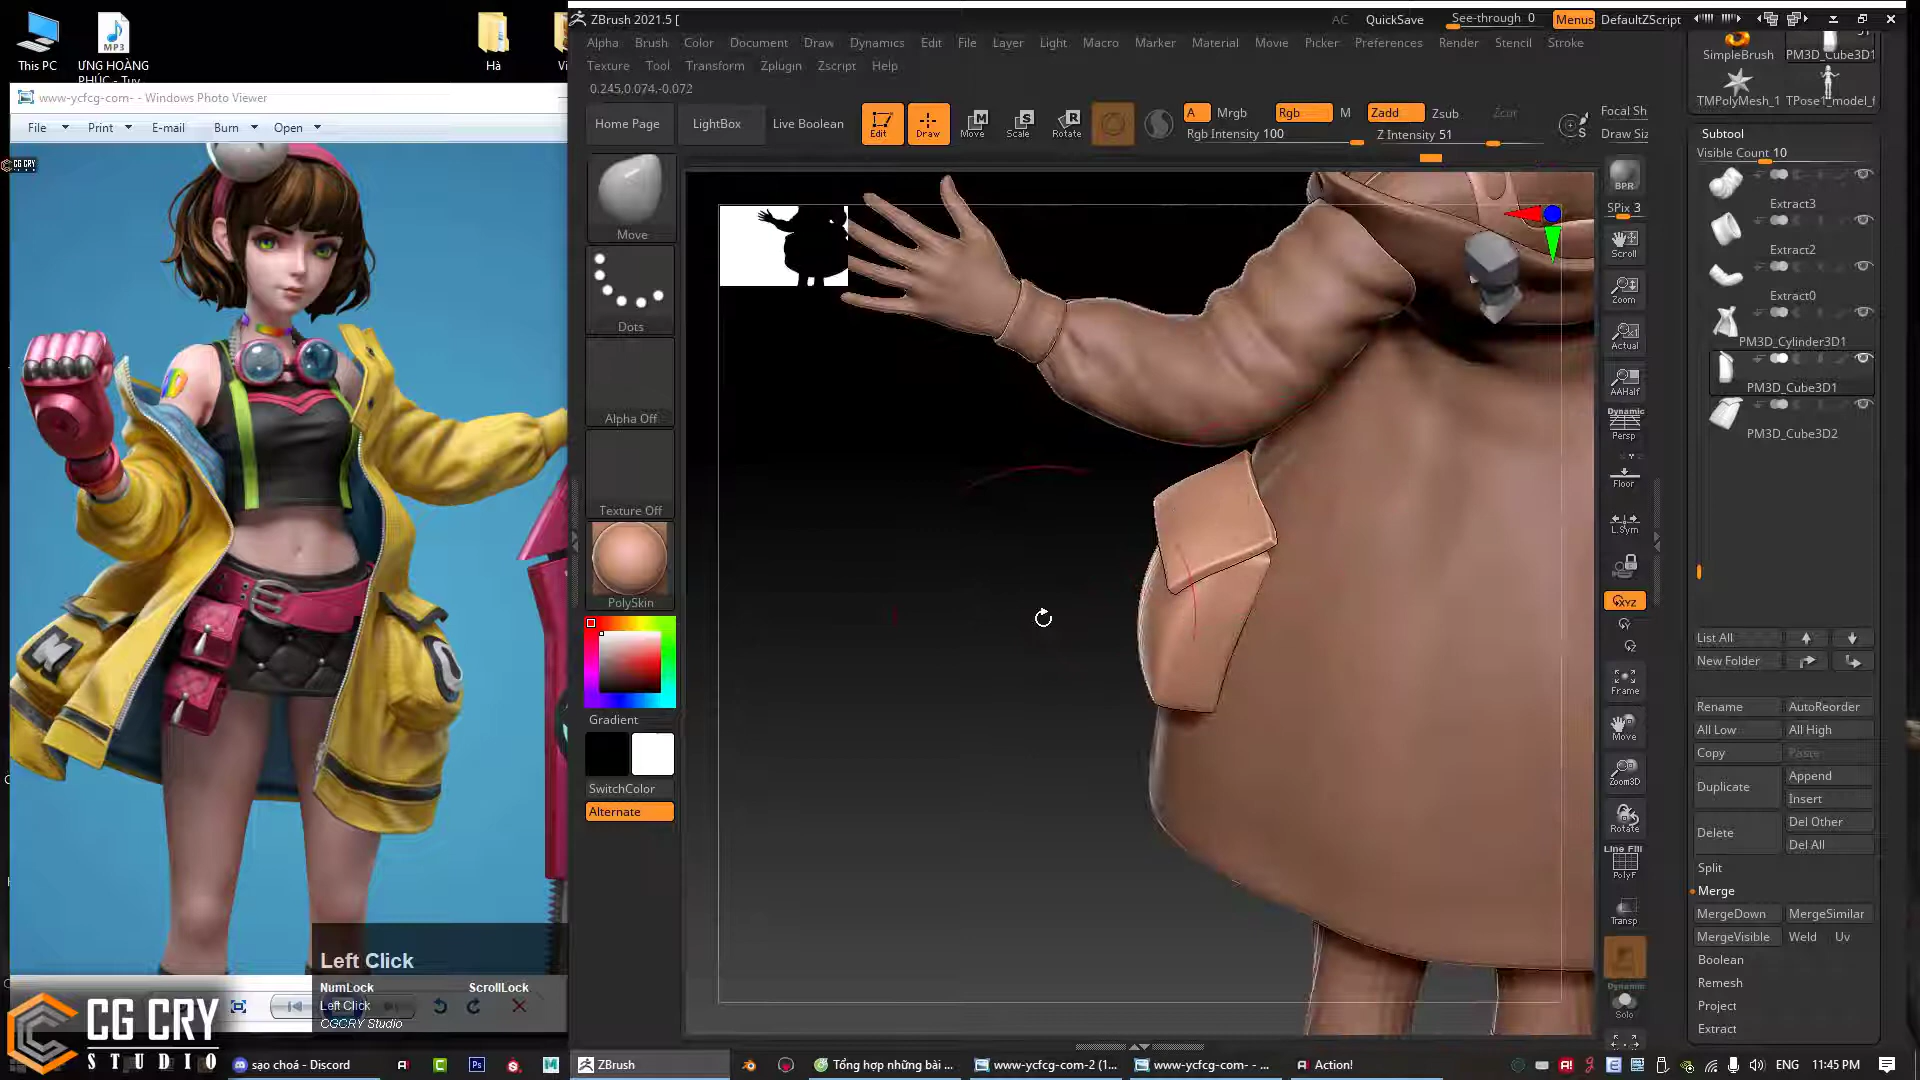 This PC
ƯNG HOÀNG
PHÚC - Tuy
Hà
www-ycfcg-com- - Windows Photo Viewer
File Print E-mail Burn Open
CG CRY
ZBrush 2021.5 [
AC QuickSave See-through 0 Menus DefaultZScript
Alpha Brush Color Document Draw Dynamics Edit File Layer Light Macro Marker Material Movie Picker Preferences Render Stencil Stroke
Texture Tool Transform Zplugin Zscript Help
0.245,0.074,-0.072
Home Page LightBox Live Boolean Edit Draw Move Scale Rotate
A Mrgb Rgb M Zadd Zsub Zcut Focal Sh
Rgb Intensity 100 Z Intensity 51 Draw Siz
Move
Dots
Alpha Off
Texture Off
PolySkin
Gradient
SwitchColor
Alternate
BPR
SPix 3
Scroll
Zoom
Actual
AAHalf
Dynamic
Persp
Floor
L.Sym
XYZ
Frame
Move
Zoom3D
Rotate
Line Fill
PolyF
Transp
Dynamic
Solo
SimpleBrush PM3D_Cube3D1
TMPolyMesh_1 TPose1_model_f
Subtool
Visible Count 10
Extract3
Extract2
Extract0
PM3D_Cylinder3D1
PM3D_Cube3D1
PM3D_Cube3D2
List All
New Folder
Rename AutoReorder
All Low All High
Copy Paste
Duplicate Append
Insert
Delete Del Other
Del All
Split
Merge
MergeDown MergeSimilar
MergeVisible Weld Uv
Boolean
Remesh
Project
Extract
Left Click
NumLock ScrollLock
Left Click
CGCRY Studio
CG CRY
STUDIO
sạo choá - Discord
ZBrush
Tổng hợp những bài ...
www-ycfcg-com-2 (1...
www-ycfcg-com- - ...
Action!
ENG 11:45 PM